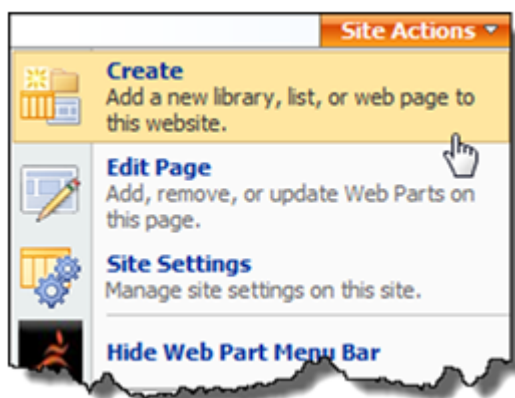 Site Actions
Create
Add a new library, list, or web page to
this website.
Edit Page
Add, remove, or update Web Parts on
this page.
Site Settings
Manage site settings on this site.
Hide Web Part Menu Bar